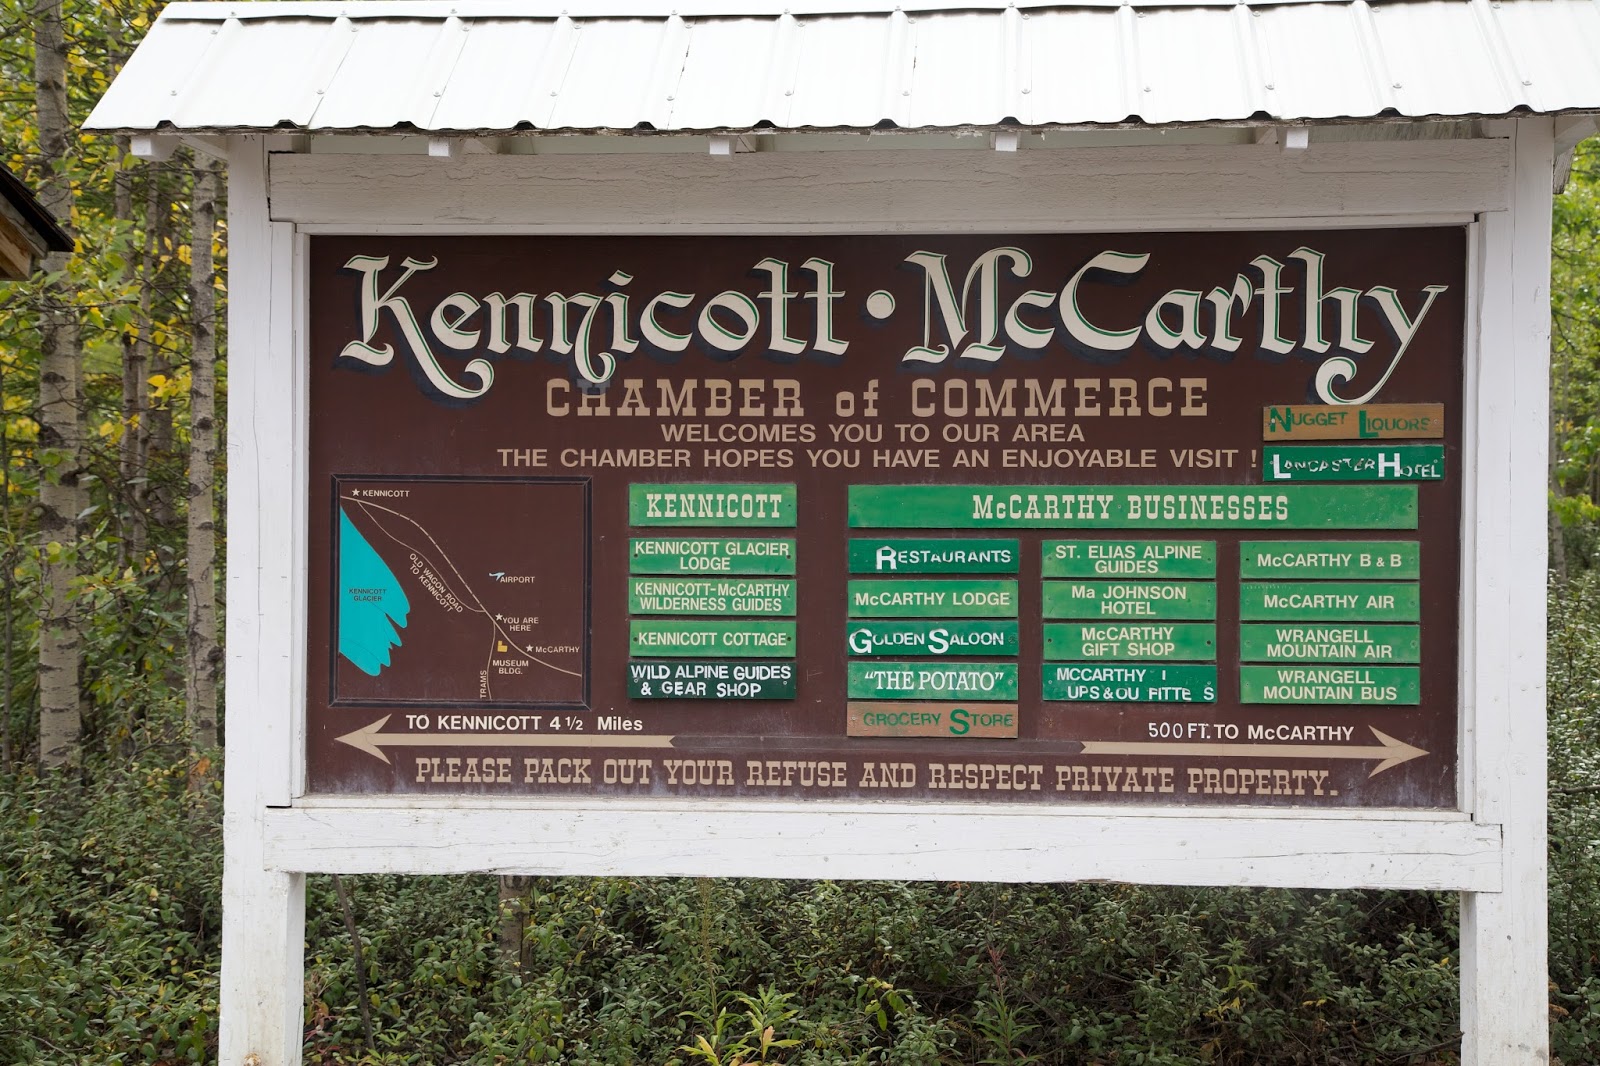 Kennicott • McCarthy
CHAMBER of COMMERCE
WELCOMES YOU TO OUR AREA
THE CHAMBER HOPES YOU HAVE AN ENJOYABLE VISIT !
NUGGET LIQUORS
LANCASTER HOTEL
KENNICOTT
KENNICOTT GLACIER
OLD WAGON ROAD
TO KENNICOTT
AIRPORT
YOU ARE
HERE
McCARTHY
MUSEUM
BLDG.
TRAMS
KENNICOTT
KENNICOTT GLACIER
LODGE
KENNICOTT-McCARTHY
WILDERNESS GUIDES
KENNICOTT COTTAGE
WILD ALPINE GUIDES
& GEAR SHOP
McCARTHY BUSINESSES
RESTAURANTS
McCARTHY LODGE
GOLDEN SALOON
"THE POTATO"
GROCERY STORE
ST. ELIAS ALPINE
GUIDES
Ma JOHNSON
HOTEL
McCARTHY
GIFT SHOP
MCCARTHY
UPS&OU FITTE S
McCARTHY B & B
McCARTHY AIR
WRANGELL
MOUNTAIN AIR
WRANGELL
MOUNTAIN BUS
TO KENNICOTT 4 1/2 Miles
500 FT. TO McCARTHY
PLEASE PACK OUT YOUR REFUSE AND RESPECT PRIVATE PROPERTY.